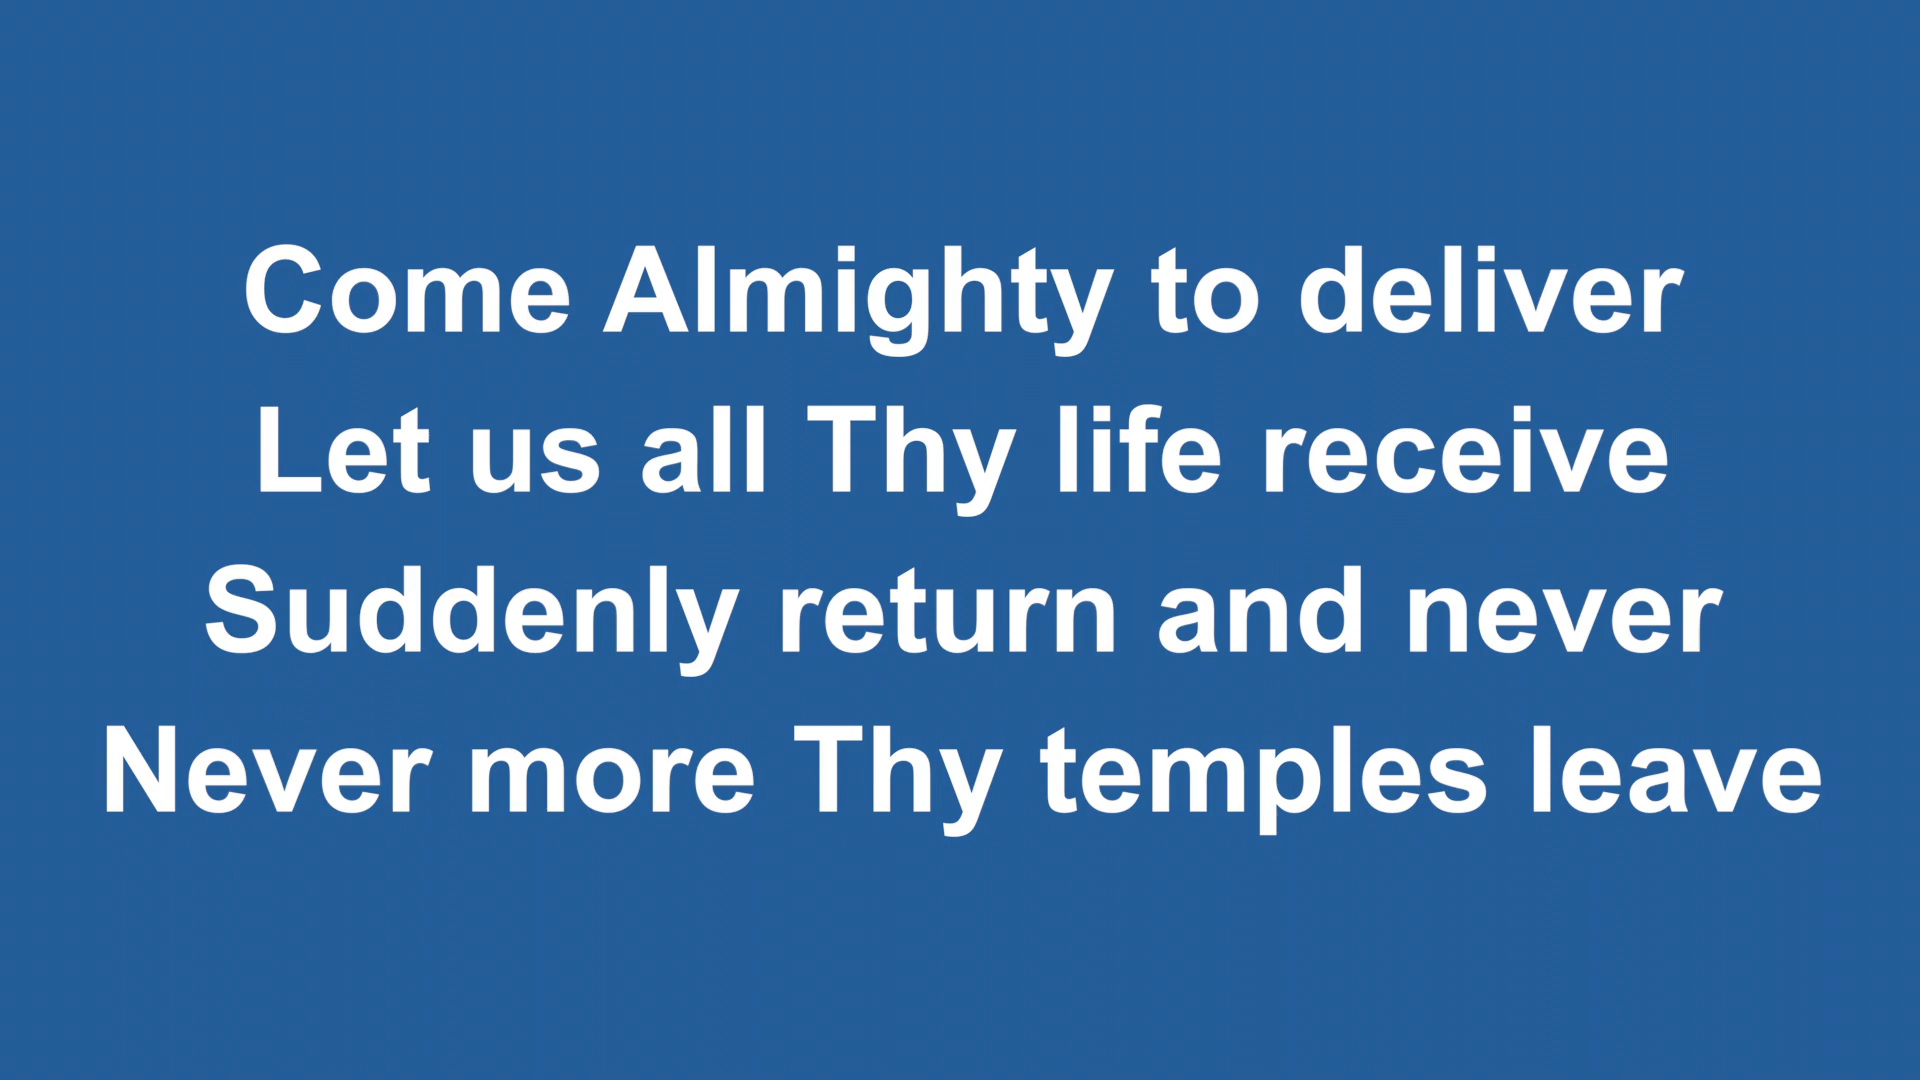 Come Almighty to deliver
Let us all Thy life receive
Suddenly return and never
Never more Thy temples leave